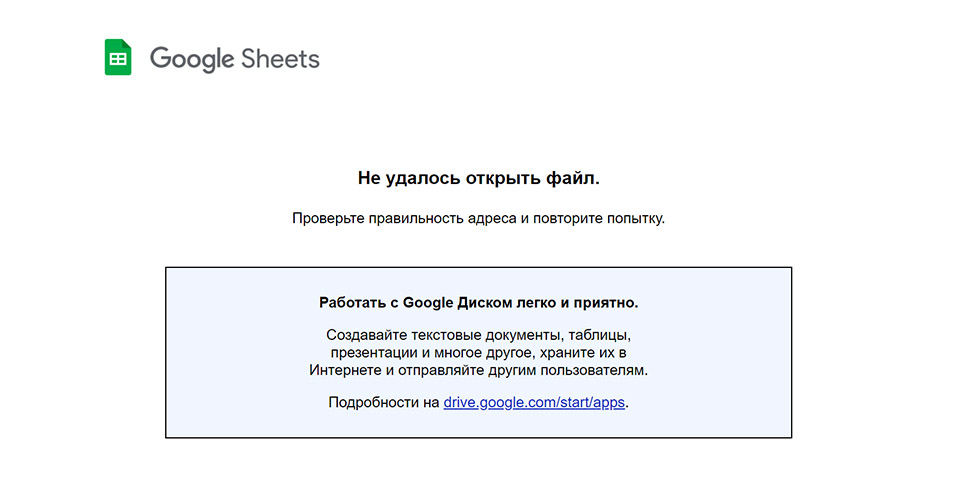 Google Sheets
Не удалось открыть файл.
Проверьте правильность адреса и повторите попытку.
Работать с Google Диском легко и приятно.
Создавайте текстовые документы, таблицы,
презентации и многое другое, храните их в
Интернете и отправляйте другим пользователям.
Подробности на drive.google.com/start/apps.